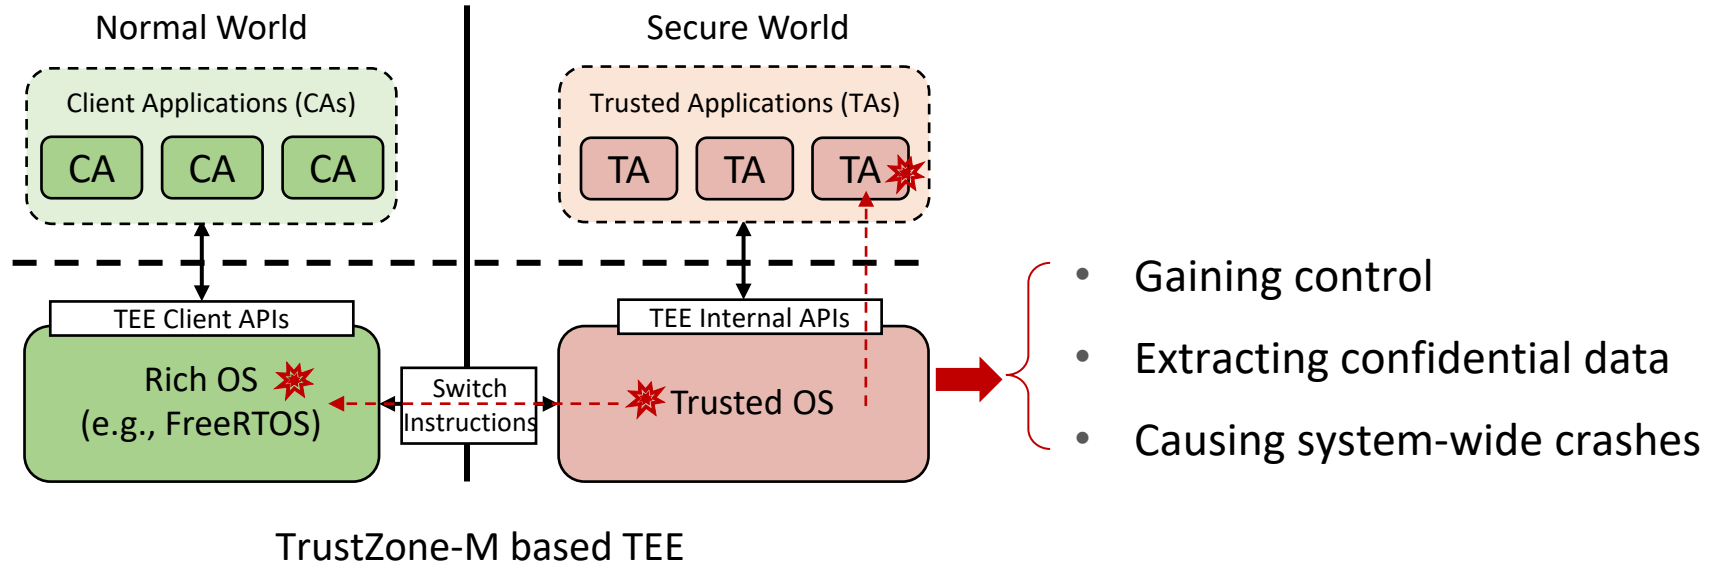 Normal World
Secure World
Client Applications (CAs)
CA
CA
CA
Trusted Applications (TAs)
TA
TA
TA
TEE Client APIs
Rich OS
(e.g., FreeRTOS)
Switch
Instructions
TEE Internal APIs
Trusted OS
• Gaining control
• Extracting confidential data
• Causing system-wide crashes
TrustZone-M based TEE